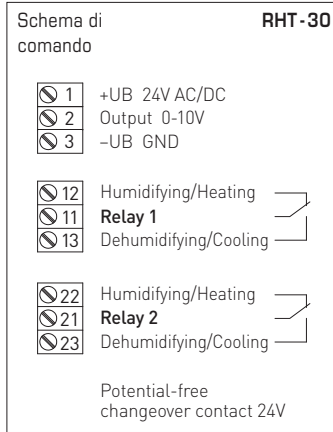 Schema di RHT-30
comando
1 +UB 24V AC/DC
2 Output 0-10V
3 –UB GND
12 Humidifying/Heating
11 Relay 1
13 Dehumidifying/Cooling
22 Humidifying/Heating
21 Relay 2
23 Dehumidifying/Cooling
Potential-free
changeover contact 24V